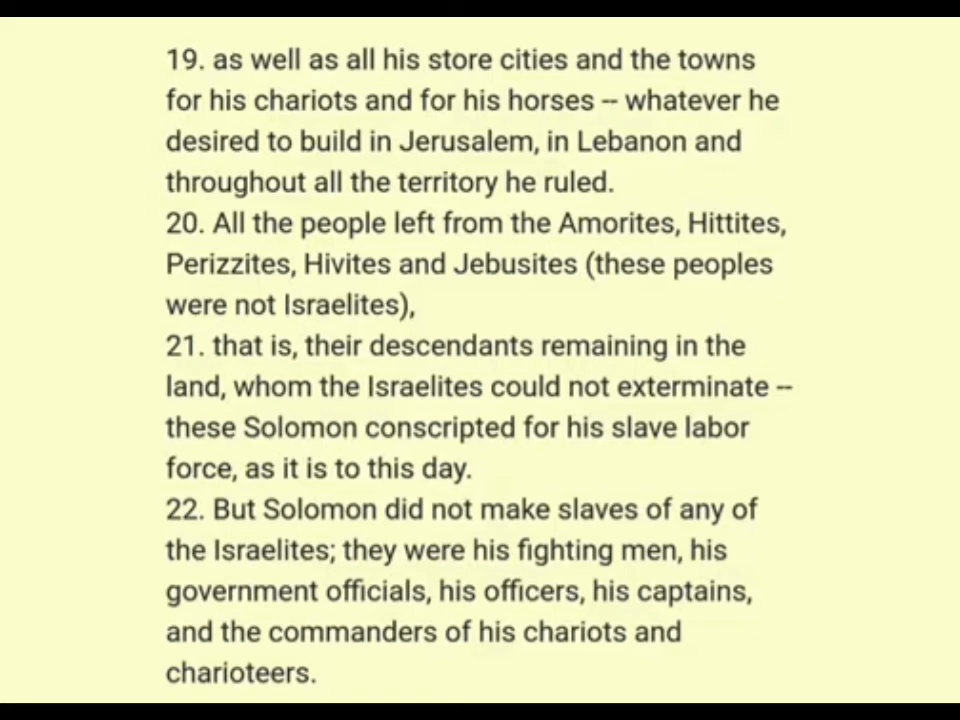 19. as well as all his store cities and the towns
for his chariots and for his horses -- whatever he
desired to build in Jerusalem, in Lebanon and
throughout all the territory he ruled.
20. All the people left from the Amorites, Hittites,
Perizzites, Hivites and Jebusites (these peoples
were not Israelites),
21. that is, their descendants remaining in the
land, whom the Israelites could not exterminate --
these Solomon conscripted for his slave labor
force, as it is to this day.
22. But Solomon did not make slaves of any of
the Israelites; they were his fighting men, his
government officials, his officers, his captains,
and the commanders of his chariots and
charioteers.